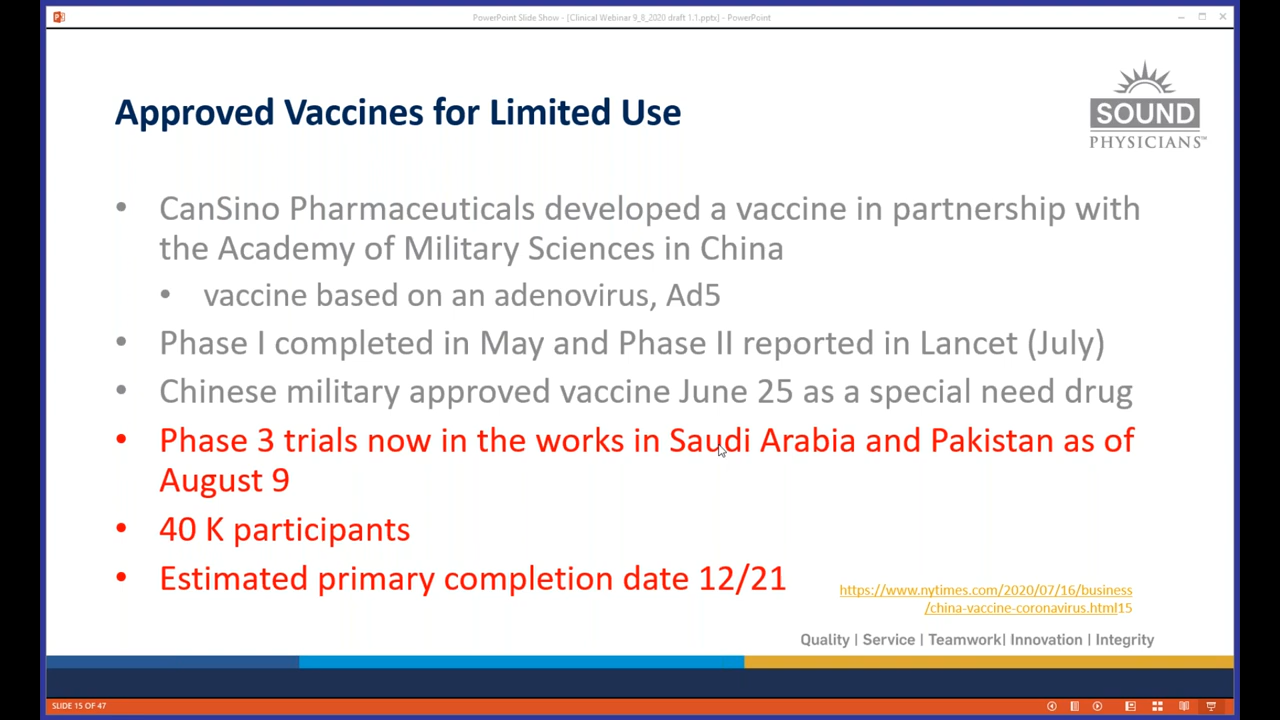 PowerPoint Slide Show - [Clinical Webinar 9_8_2020 draft 1.1.pptx] - PowerPoint
Approved Vaccines for Limited Use
SOUND
PHYSICIANS™
• CanSino Pharmaceuticals developed a vaccine in partnership with
the Academy of Military Sciences in China
• vaccine based on an adenovirus, Ad5
• Phase I completed in May and Phase II reported in Lancet (July)
• Chinese military approved vaccine June 25 as a special need drug
• Phase 3 trials now in the works in Saudi Arabia and Pakistan as of
August 9
• 40 K participants
• Estimated primary completion date 12/21
https://www.nytimes.com/2020/07/16/business
/china-vaccine-coronavirus.html15
Quality | Service | Teamwork| Innovation | Integrity
SLIDE 15 OF 47